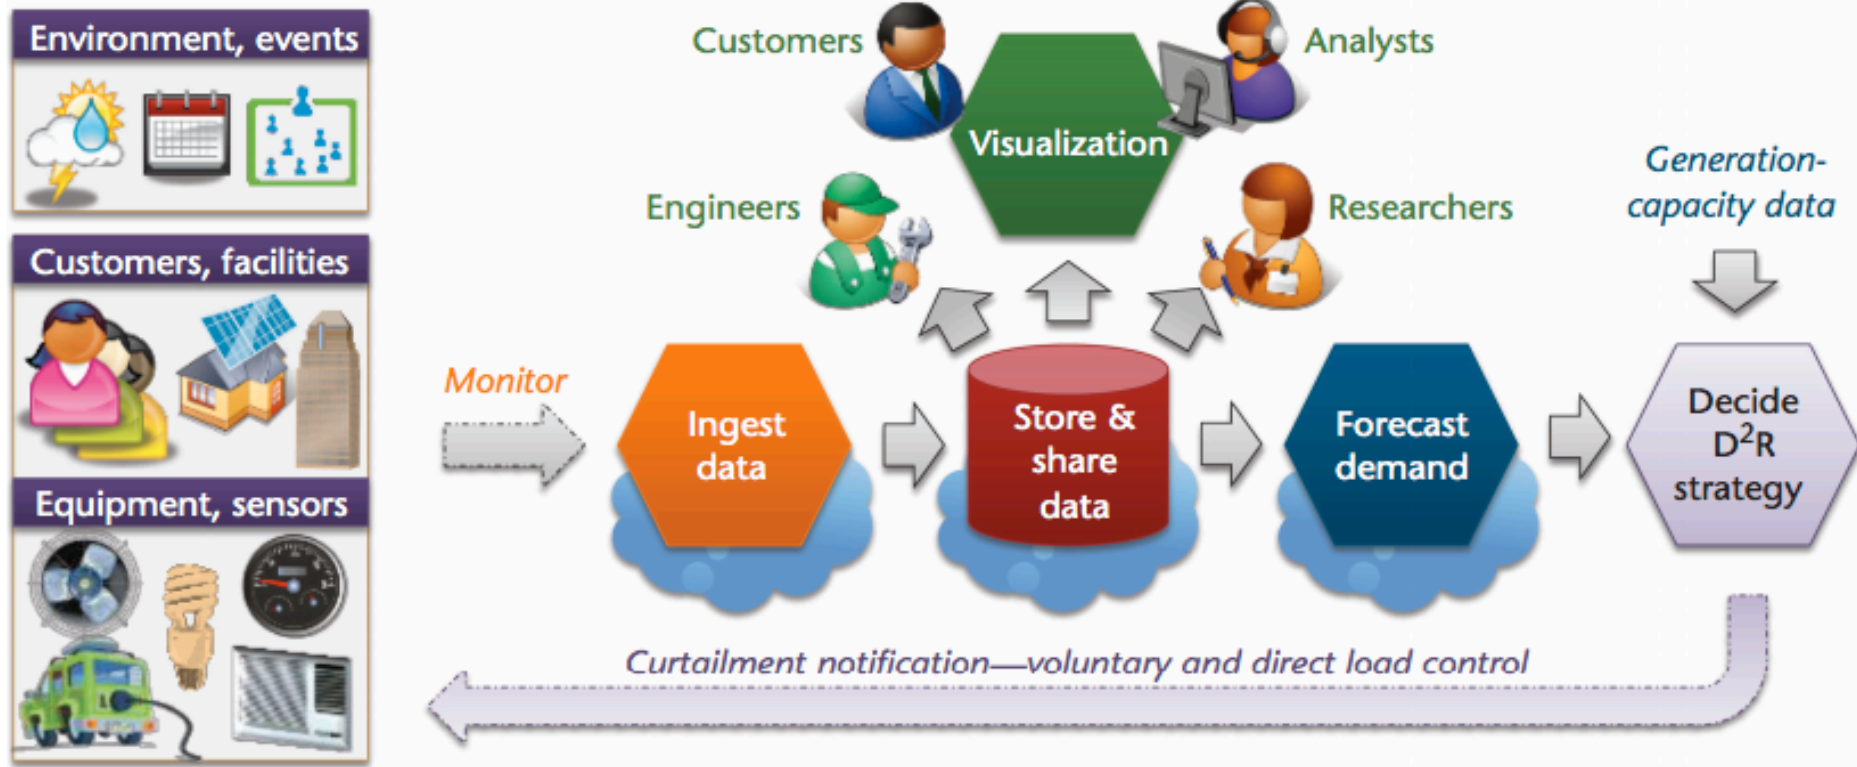 Environment, events
Customers, facilities
Equipment, sensors
Monitor
Ingest
data
Store &
share
data
Forecast
demand
Decide
D²R
strategy
Generation-
capacity data
Customers
Analysts
Visualization
Engineers
Researchers
Curtailment notification—voluntary and direct load control